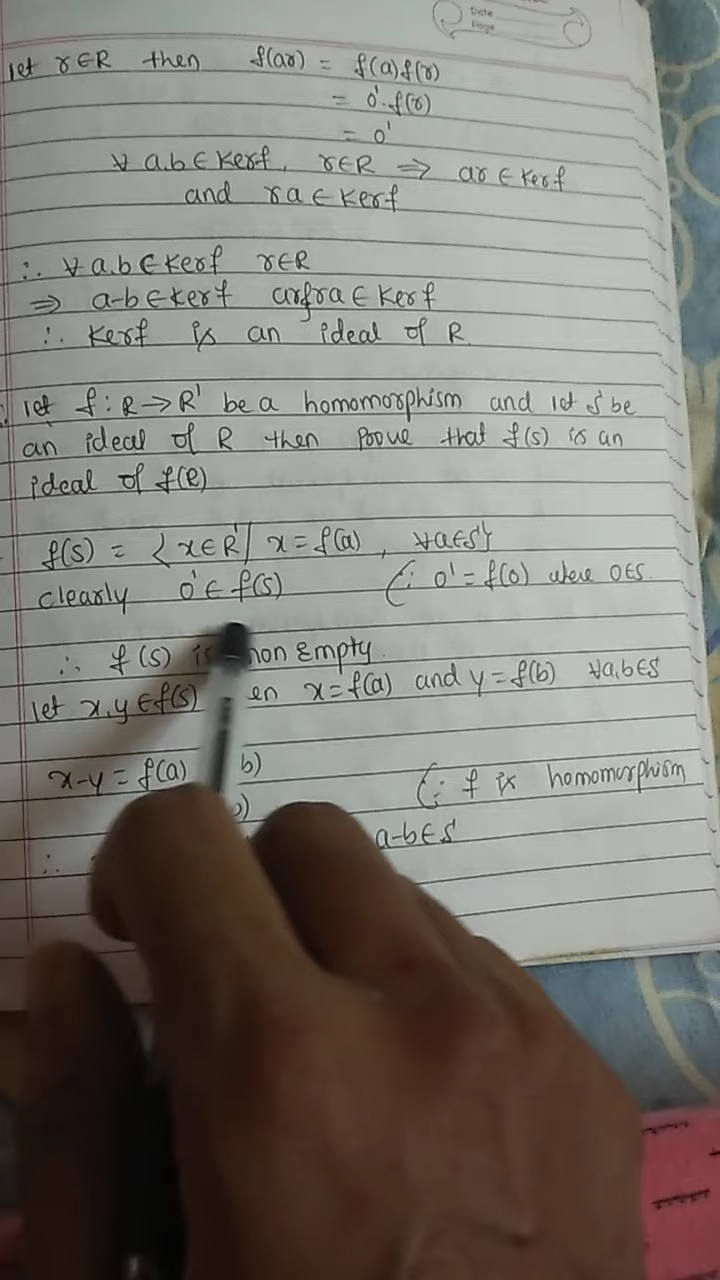 Date
Page
let r∈R then f(ar) = f(a)f(r)
= 0'.f(r)
= 0'
∀ a,b ∈ Kerf, r∈R ⇒ ar ∈ Kerf
and ra ∈ Kerf
∴ ∀ a,b ∈ Kerf r∈R
⇒ a-b ∈ Kerf ar ra ∈ Kerf
∴ Kerf is an ideal of R
let f : R → R' be a homomorphism and let S be
an ideal of R then prove that f(s) is an
ideal of f(R)
f(s) = {x∈R'/ x = f(a), ∀a∈S}
clearly 0' ∈ f(s) (∵ 0' = f(0) where 0∈S
∴ f(s) is non Empty.
let x,y ∈ f(s) en x = f(a) and y = f(b) ∀a,b∈S
x-y = f(a) b)
(∵ f is homomorphism
∴ a-b∈S